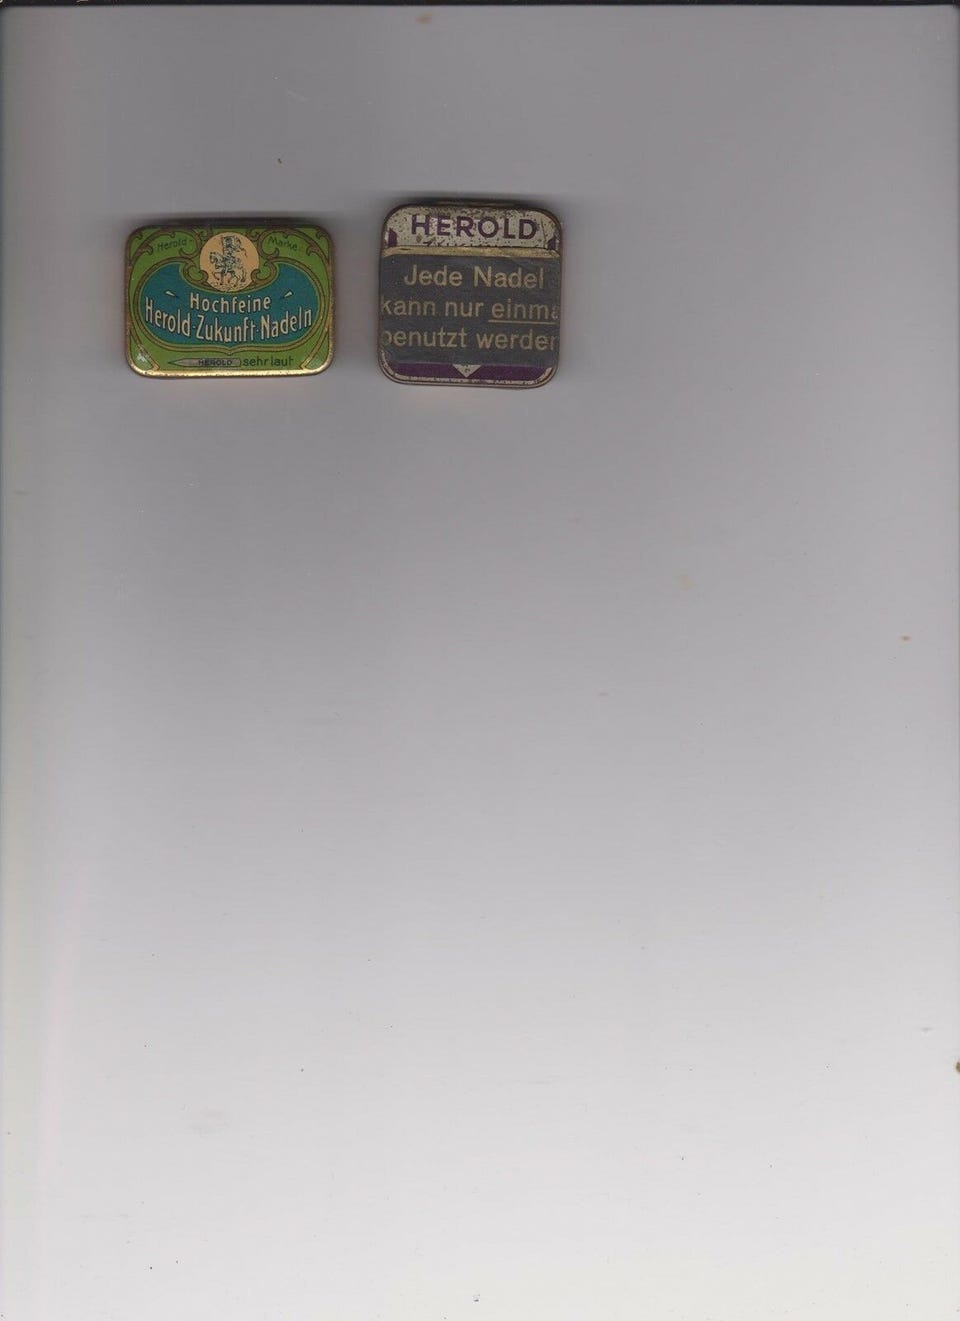 Herold- Marke
Hochfeine
Herold-Zukunft-Nadeln
HEROLD sehr laut
HEROLD
Jede Nadel
kann nur einma
benutzt werden